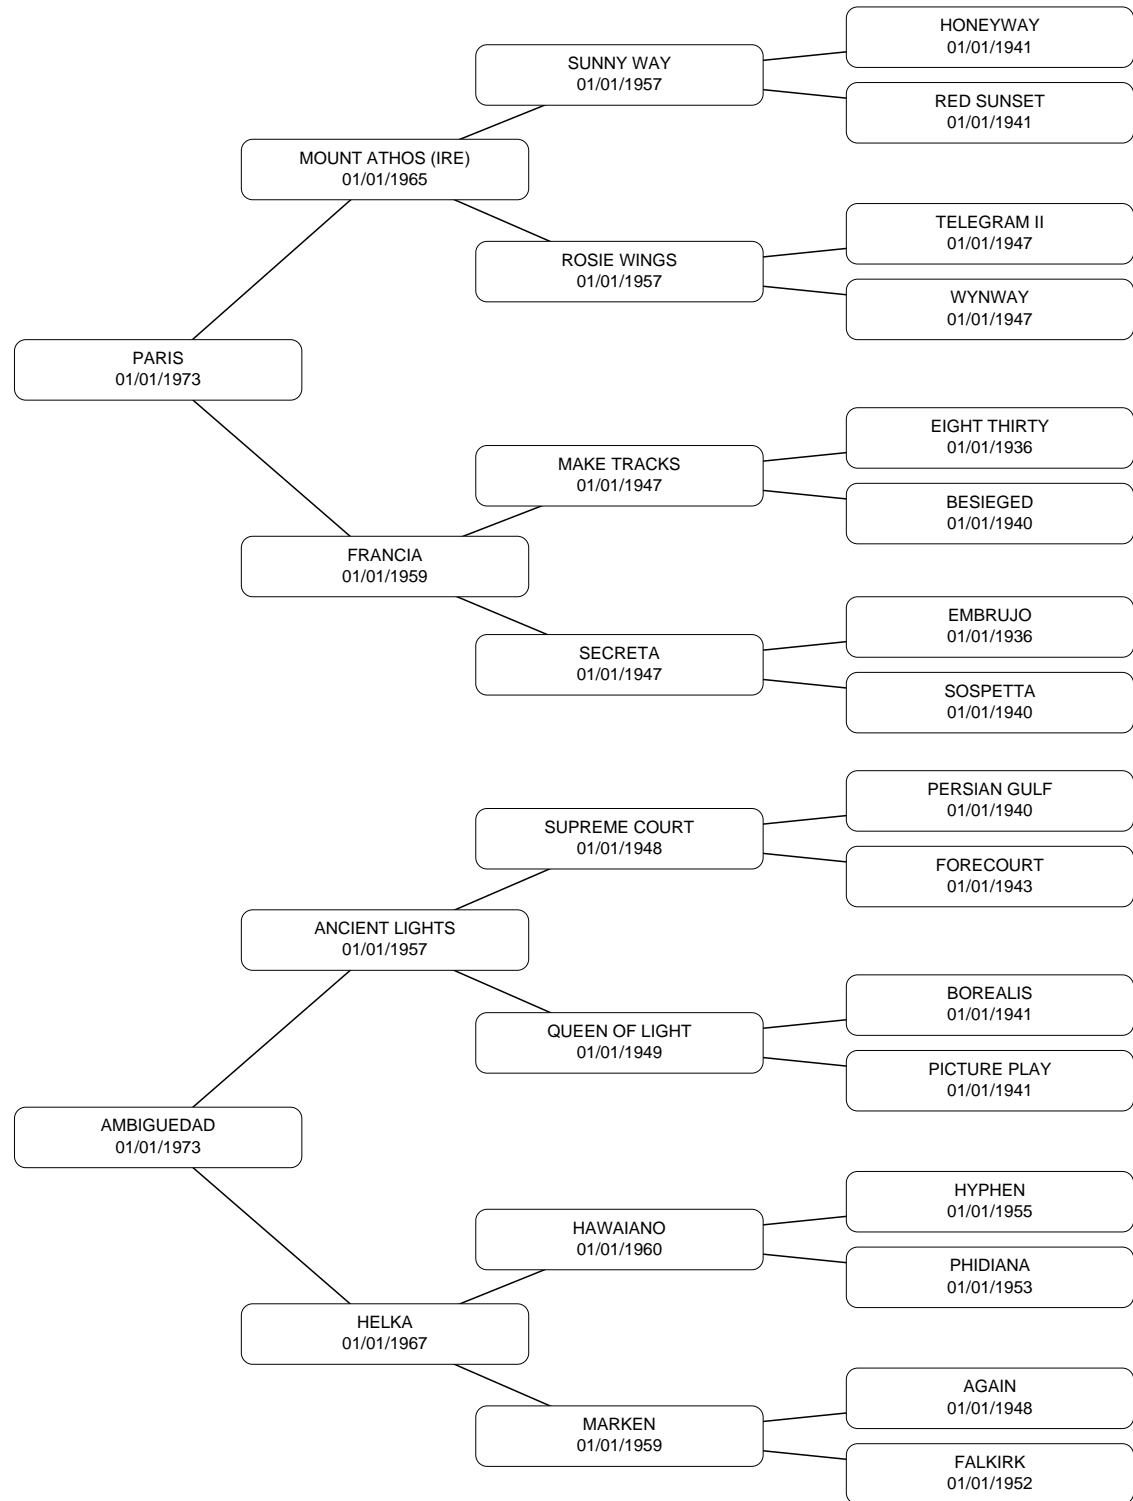 HONEYWAY
01/01/1941
SUNNY WAY
01/01/1957
RED SUNSET
01/01/1941
MOUNT ATHOS (IRE)
01/01/1965
TELEGRAM II
01/01/1947
ROSIE WINGS
01/01/1957
WYNWAY
01/01/1947
PARIS
01/01/1973
EIGHT THIRTY
01/01/1936
MAKE TRACKS
01/01/1947
BESIEGED
01/01/1940
FRANCIA
01/01/1959
EMBRUJO
01/01/1936
SECRETA
01/01/1947
SOSPETTA
01/01/1940
PERSIAN GULF
01/01/1940
SUPREME COURT
01/01/1948
FORECOURT
01/01/1943
ANCIENT LIGHTS
01/01/1957
BOREALIS
01/01/1941
QUEEN OF LIGHT
01/01/1949
PICTURE PLAY
01/01/1941
AMBIGUEDAD
01/01/1973
HYPHEN
01/01/1955
HAWAIANO
01/01/1960
PHIDIANA
01/01/1953
HELKA
01/01/1967
AGAIN
01/01/1948
MARKEN
01/01/1959
FALKIRK
01/01/1952